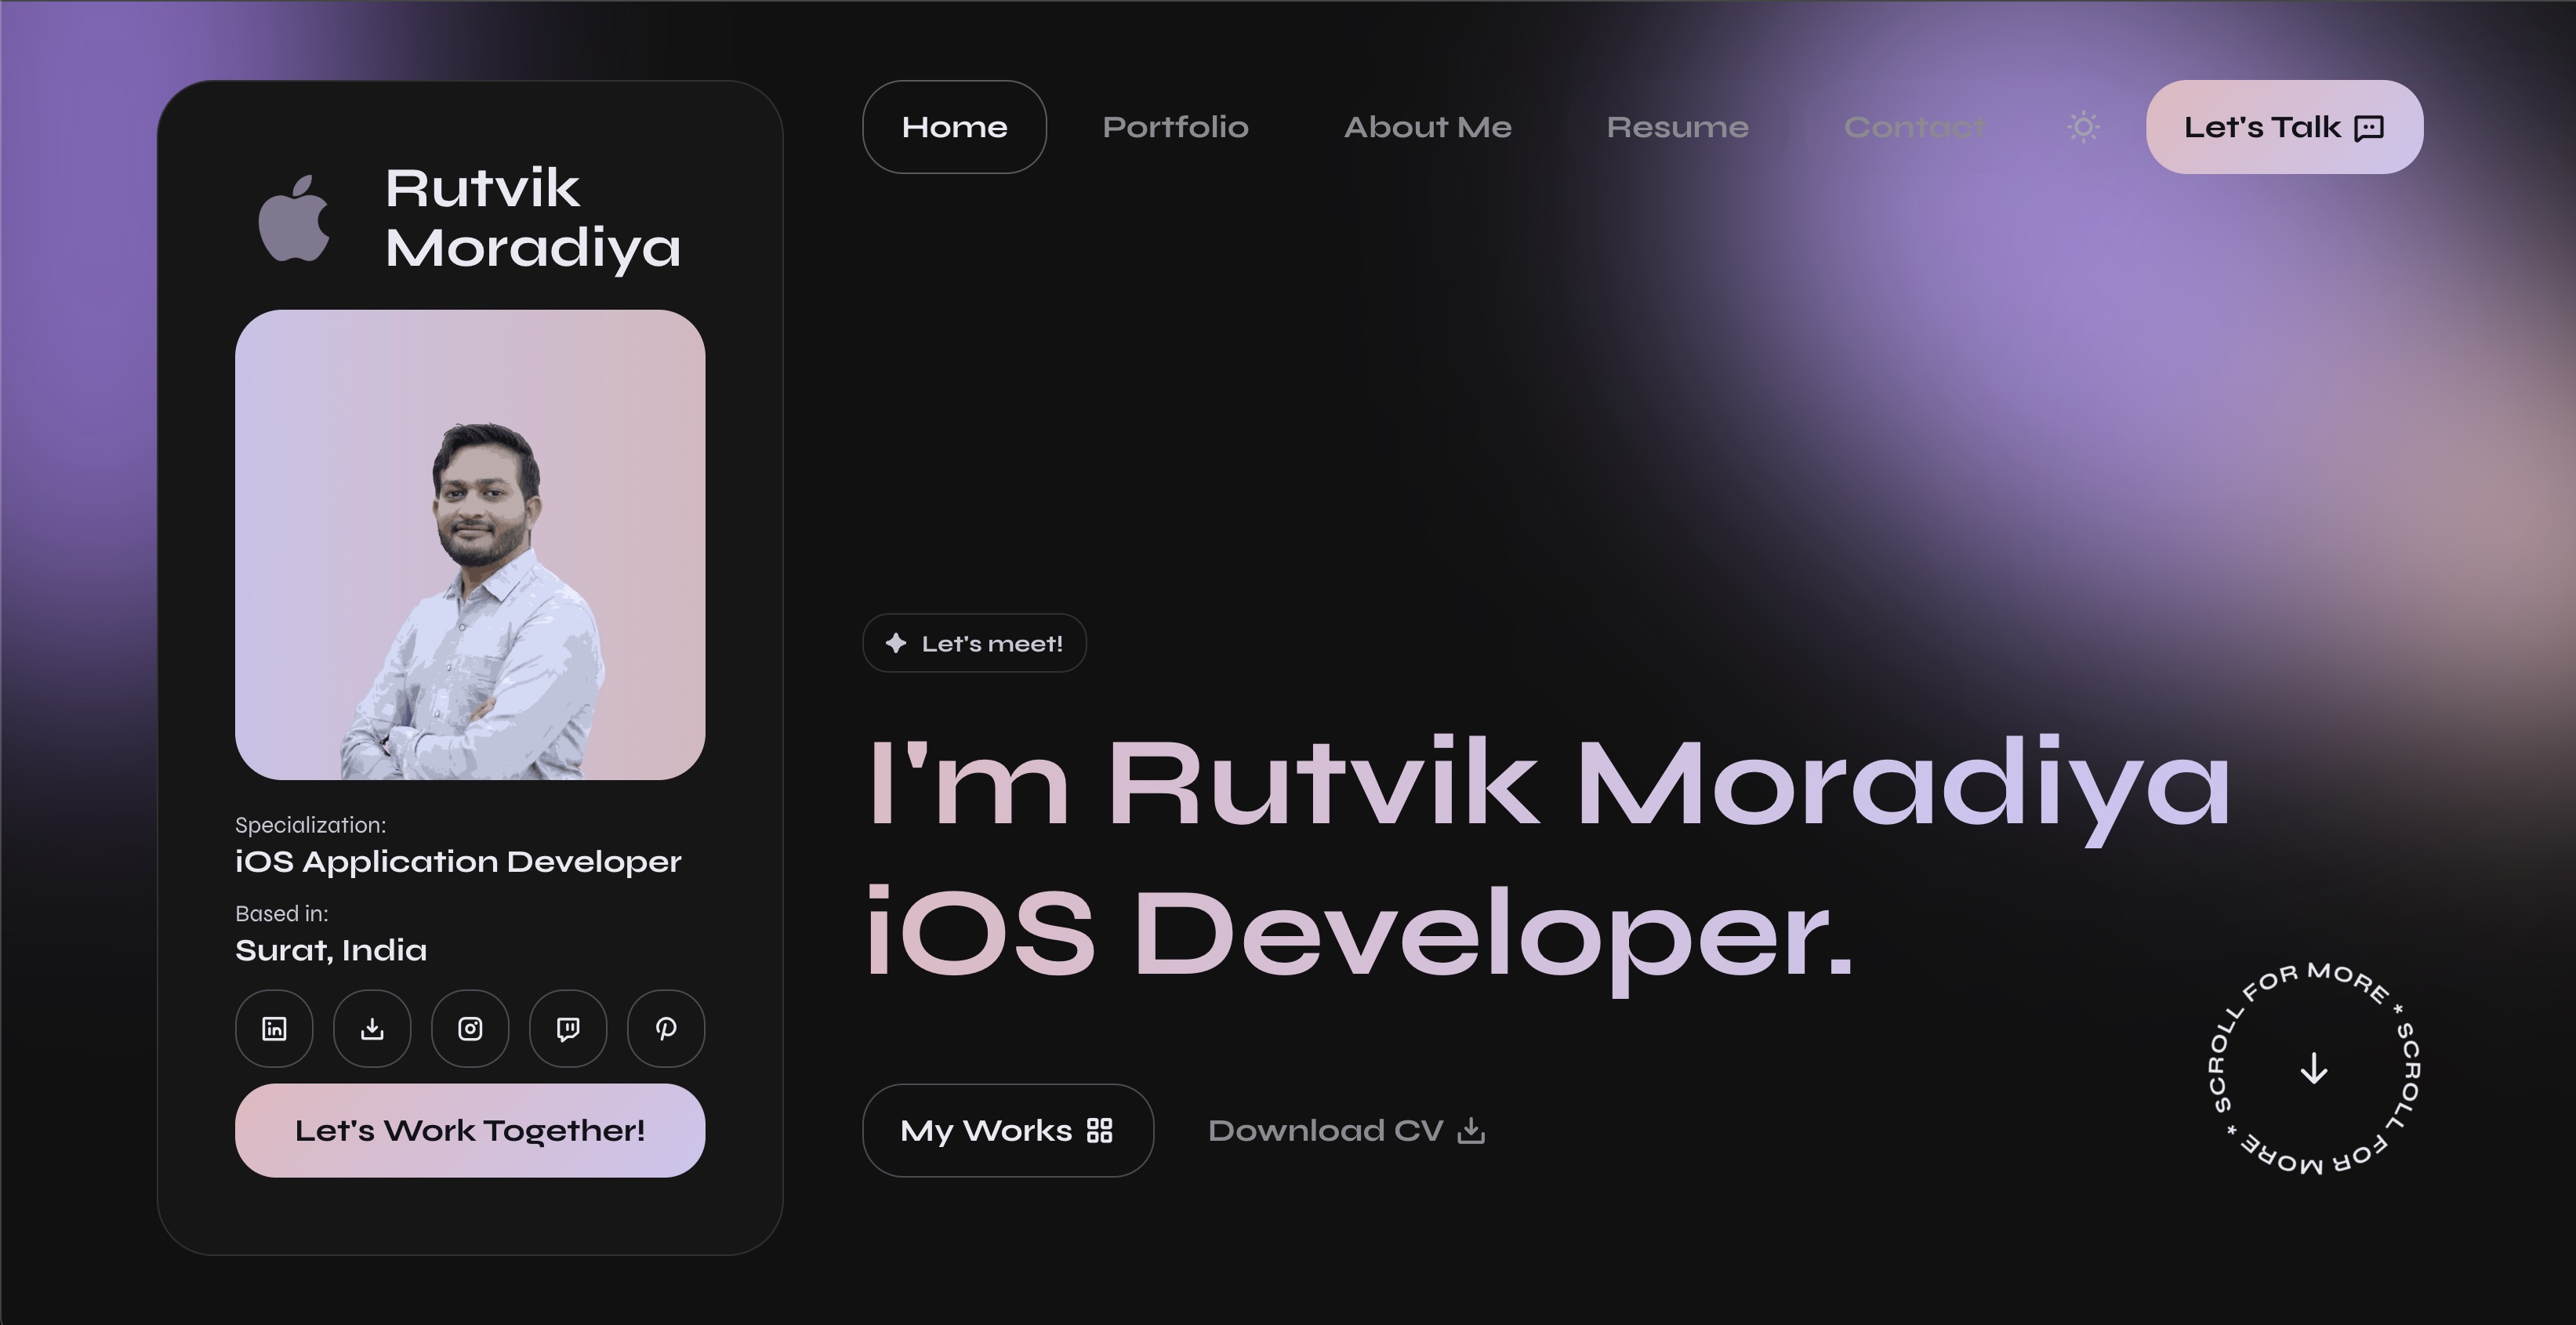 Rutvik
Moradiya
Specialization:
iOS Application Developer
Based in:
Surat, India
Let's Work Together!
Home Portfolio About Me Resume Contact Let's Talk
Let's meet!
I'm Rutvik Moradiya
iOS Developer.
My Works Download CV
SCROLL FOR MORE * SCROLL FOR MORE *